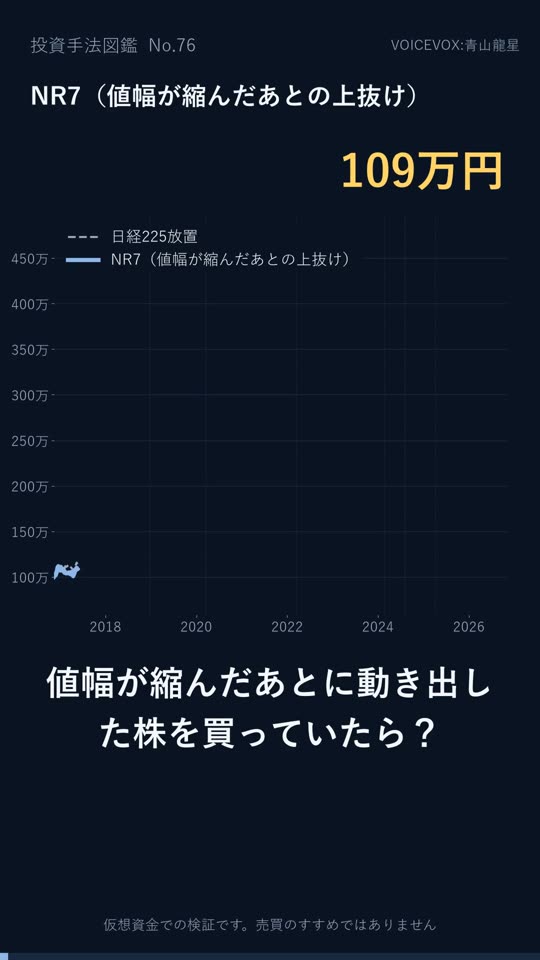 投資手法図鑑 No.76
VOICEVOX:青山龍星
NR7（値幅が縮んだあとの上抜け）
109万円
日経225放置
NR7（値幅が縮んだあとの上抜け）
450万
400万
350万
300万
250万
200万
150万
100万
2018 2020 2022 2024 2026
値幅が縮んだあとに動き出し
た株を買っていたら？
仮想資金での検証です。売買のすすめではありません